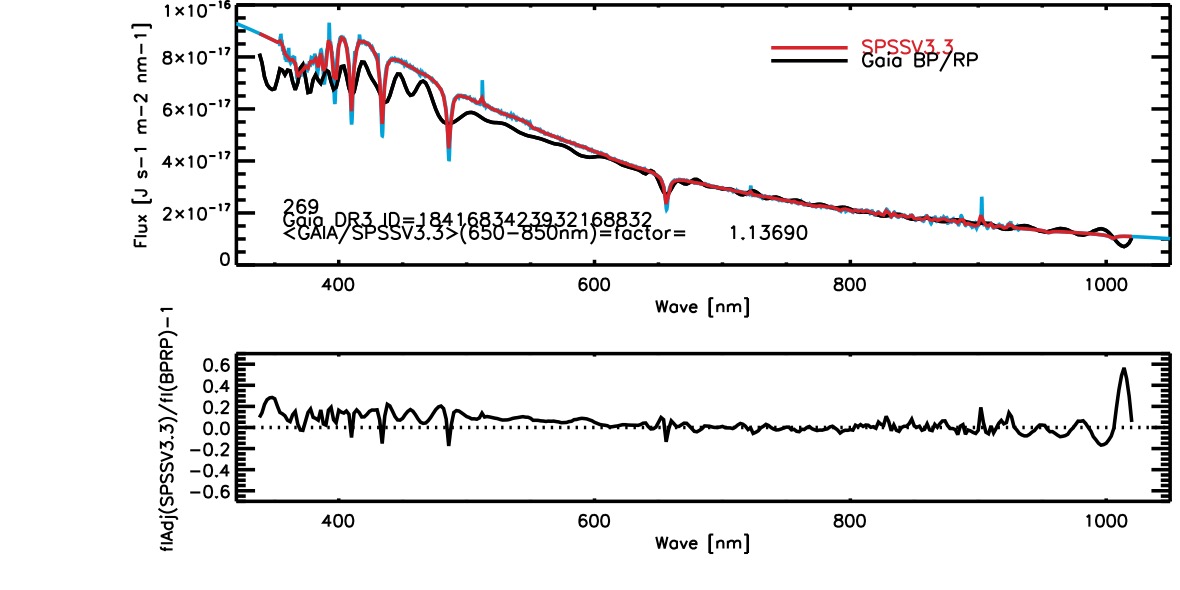 1×10⁻¹⁶
8×10⁻¹⁷
6×10⁻¹⁷
4×10⁻¹⁷
2×10⁻¹⁷
0
Flux [J s−1 m−2 nm−1]
SPSSV3.3
Gaia BP/RP
269
Gaia DR3 ID=1841683423932168832
<GAIA/SPSSV3.3>(650−850nm)=factor= 1.13690
400 600 800 1000
Wave [nm]
0.6
0.4
0.2
0.0
−0.2
−0.4
−0.6
flAdj(SPSSV3.3)/fl(BPRP)−1
400 600 800 1000
Wave [nm]